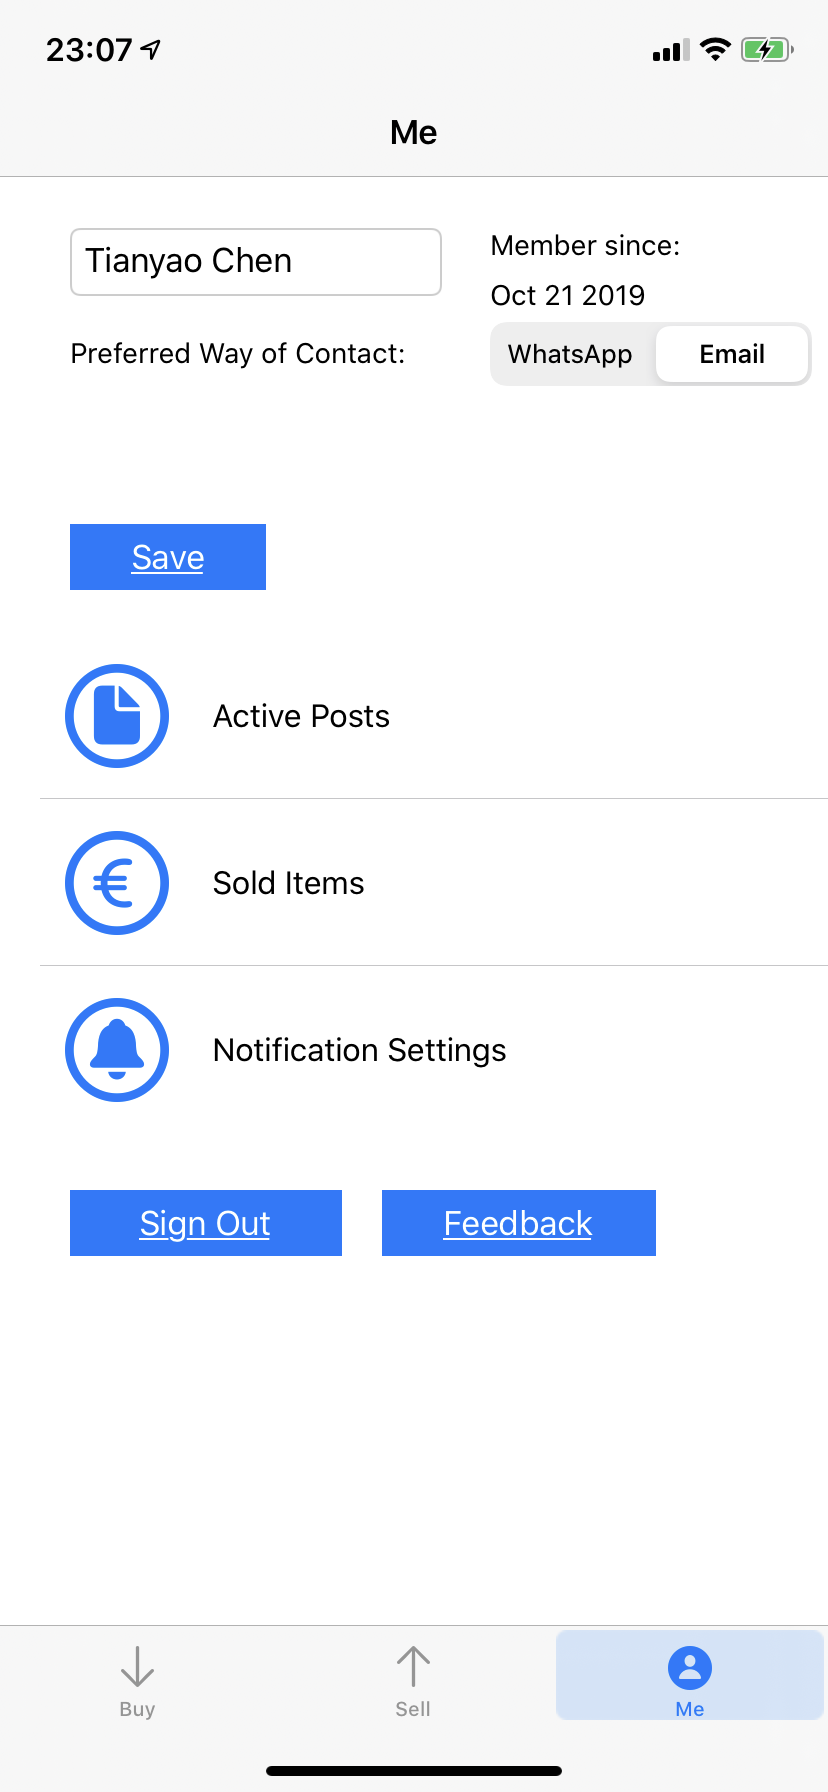 23:07
Me
Tianyao Chen
Member since:
Oct 21 2019
Preferred Way of Contact:
WhatsApp
Email
Save
Active Posts
€
Sold Items
Notification Settings
Sign Out
Feedback
Buy
Sell
Me